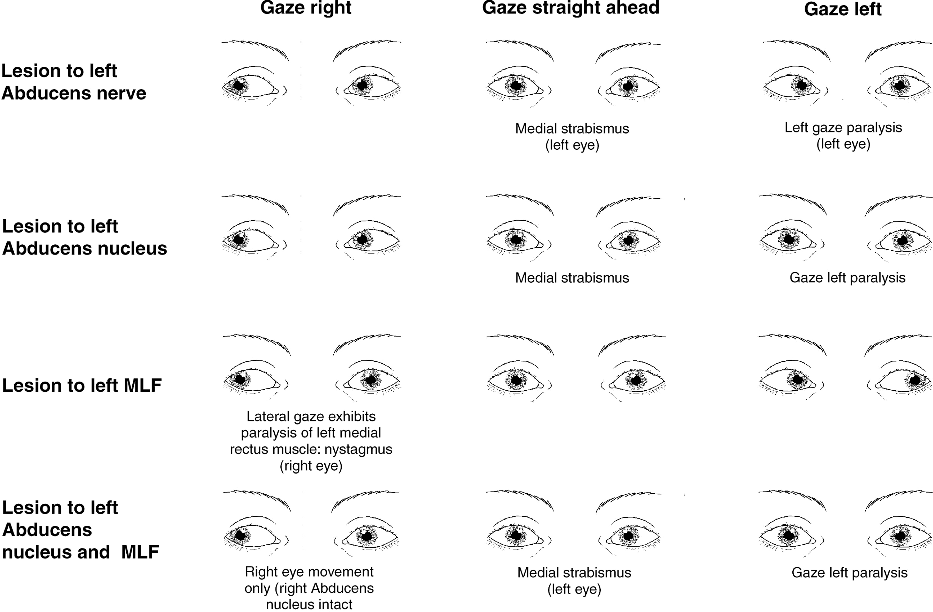 Gaze right Gaze straight ahead Gaze left
Lesion to left
Abducens nerve
Medial strabismus
(left eye)
Left gaze paralysis
(left eye)
Lesion to left
Abducens nucleus
Medial strabismus
Gaze left paralysis
Lesion to left MLF
Lateral gaze exhibits
paralysis of left medial
rectus muscle: nystagmus
(right eye)
Lesion to left
Abducens
nucleus and MLF
Right eye movement
only (right Abducens
nucleus intact
Medial strabismus
(left eye)
Gaze left paralysis